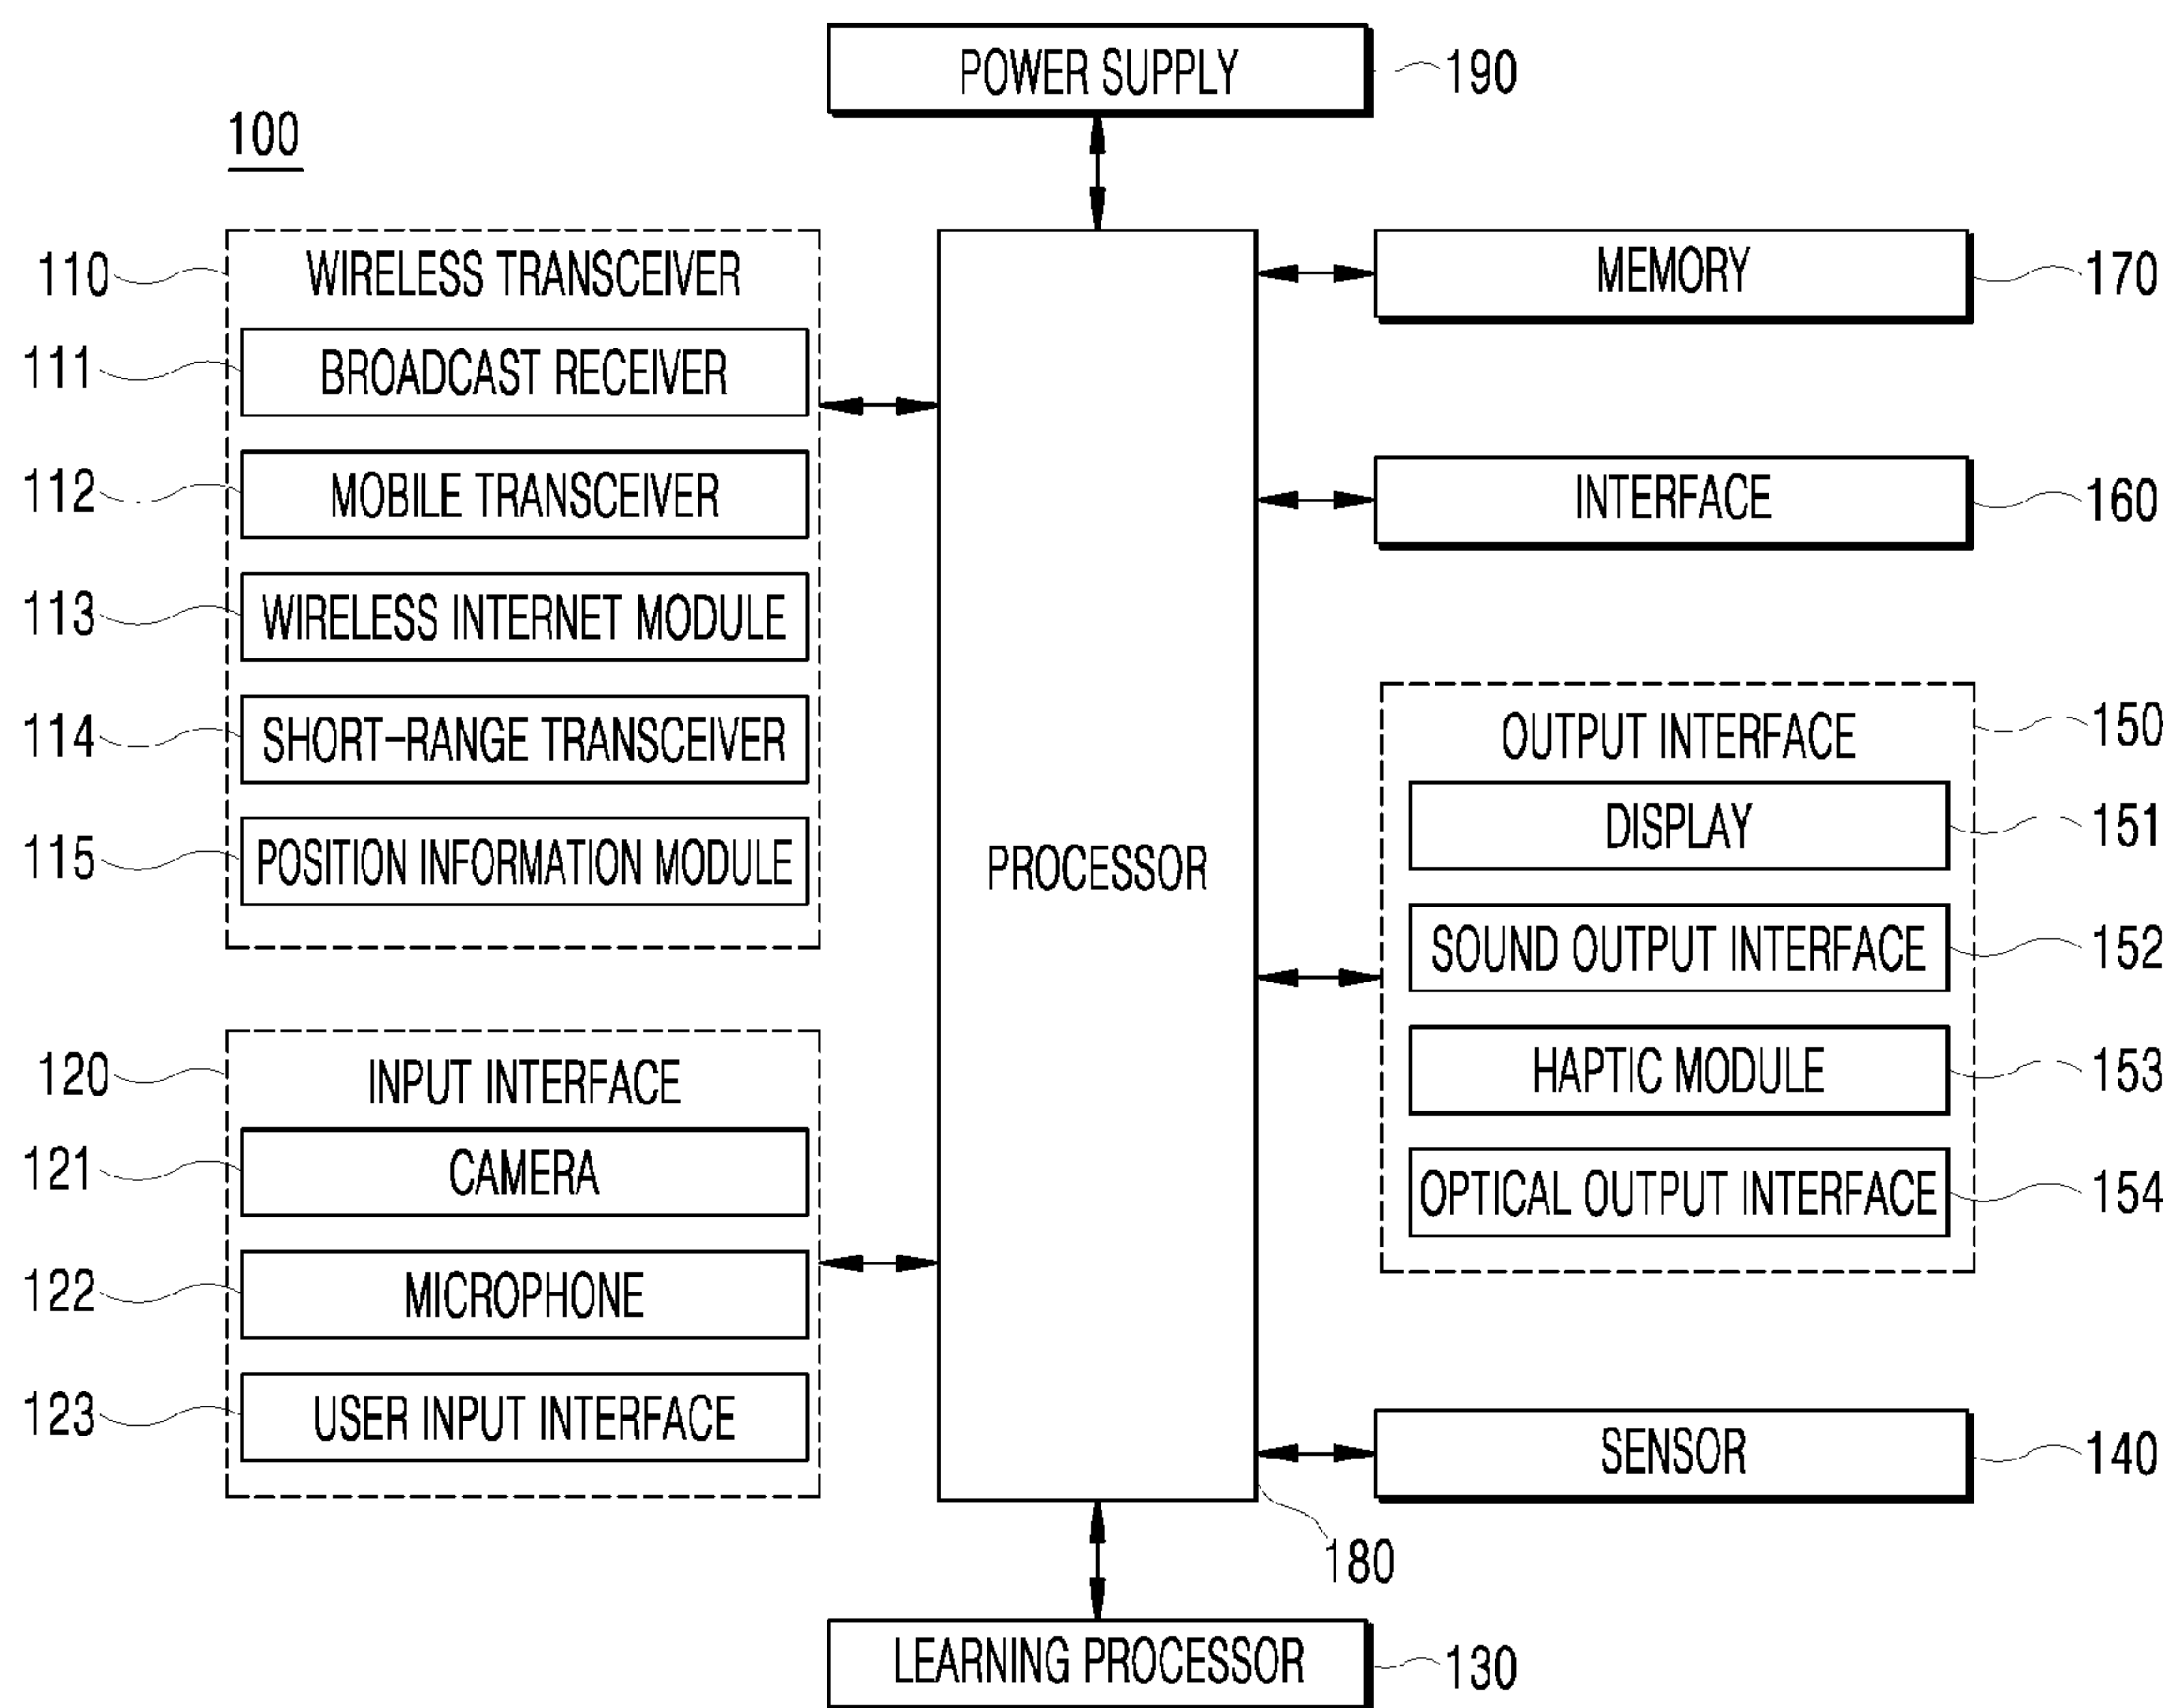 POWER SUPPLY
190
100
110
WIRELESS TRANSCEIVER
111
BROADCAST RECEIVER
112
MOBILE TRANSCEIVER
113
WIRELESS INTERNET MODULE
114
SHORT-RANGE TRANSCEIVER
115
POSITION INFORMATION MODULE
120
INPUT INTERFACE
121
CAMERA
122
MICROPHONE
123
USER INPUT INTERFACE
PROCESSOR
180
MEMORY
170
INTERFACE
160
OUTPUT INTERFACE
150
DISPLAY
151
SOUND OUTPUT INTERFACE
152
HAPTIC MODULE
153
OPTICAL OUTPUT INTERFACE
154
SENSOR
140
LEARNING PROCESSOR
130